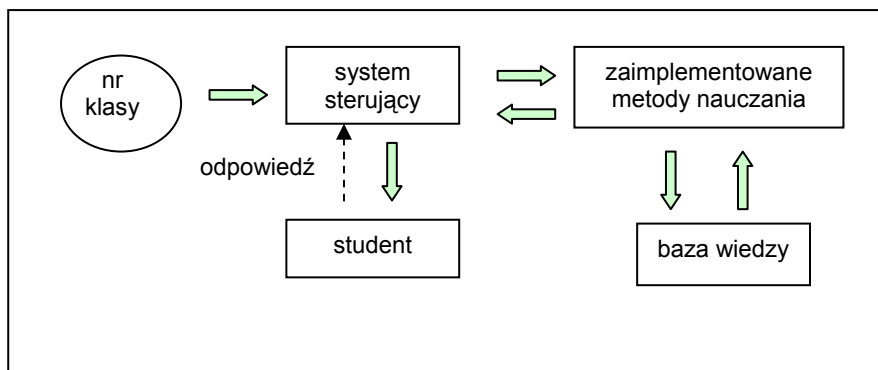 nr
klasy
system
sterujący
zaimplementowane
metody nauczania
odpowiedź
student
baza wiedzy